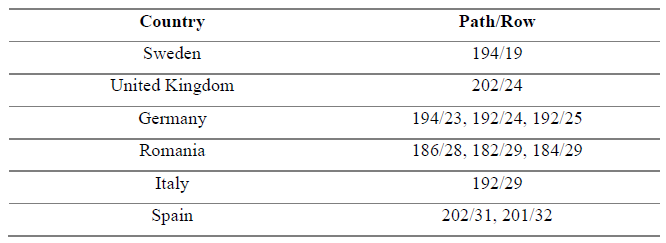 Country Path/Row
Sweden 194/19
United Kingdom 202/24
Germany 194/23, 192/24, 192/25
Romania 186/28, 182/29, 184/29
Italy 192/29
Spain 202/31, 201/32